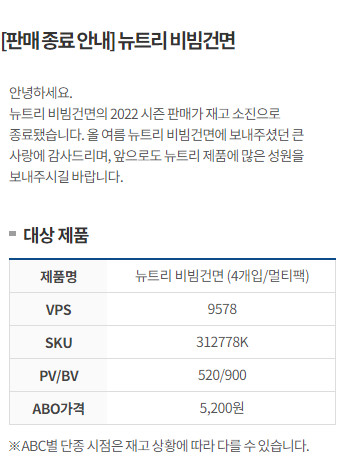 [판매 종료 안내] 뉴트리 비빔건면
안녕하세요.
뉴트리 비빔건면의 2022 시즌 판매가 재고 소진으로
종료됐습니다. 올 여름 뉴트리 비빔건면에 보내주셨던 큰
사랑에 감사드리며, 앞으로도 뉴트리 제품에 많은 성원을
보내주시길 바랍니다.
대상 제품
제품명 뉴트리 비빔건면 (4개입/멀티팩)
VPS 9578
SKU 312778K
PV/BV 520/900
ABO가격 5,200원
※ABC별 단종 시점은 재고 상황에 따라 다를 수 있습니다.